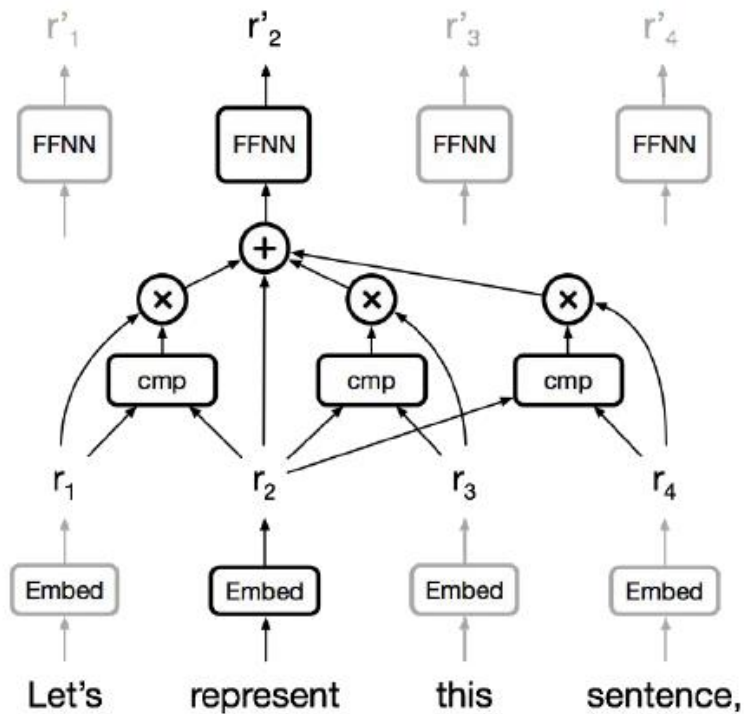 r'₁ r'₂ r'₃ r'₄
FFNN FFNN FFNN FFNN
+
× × ×
cmp cmp cmp
r₁ r₂ r₃ r₄
Embed Embed Embed Embed
Let's represent this sentence,